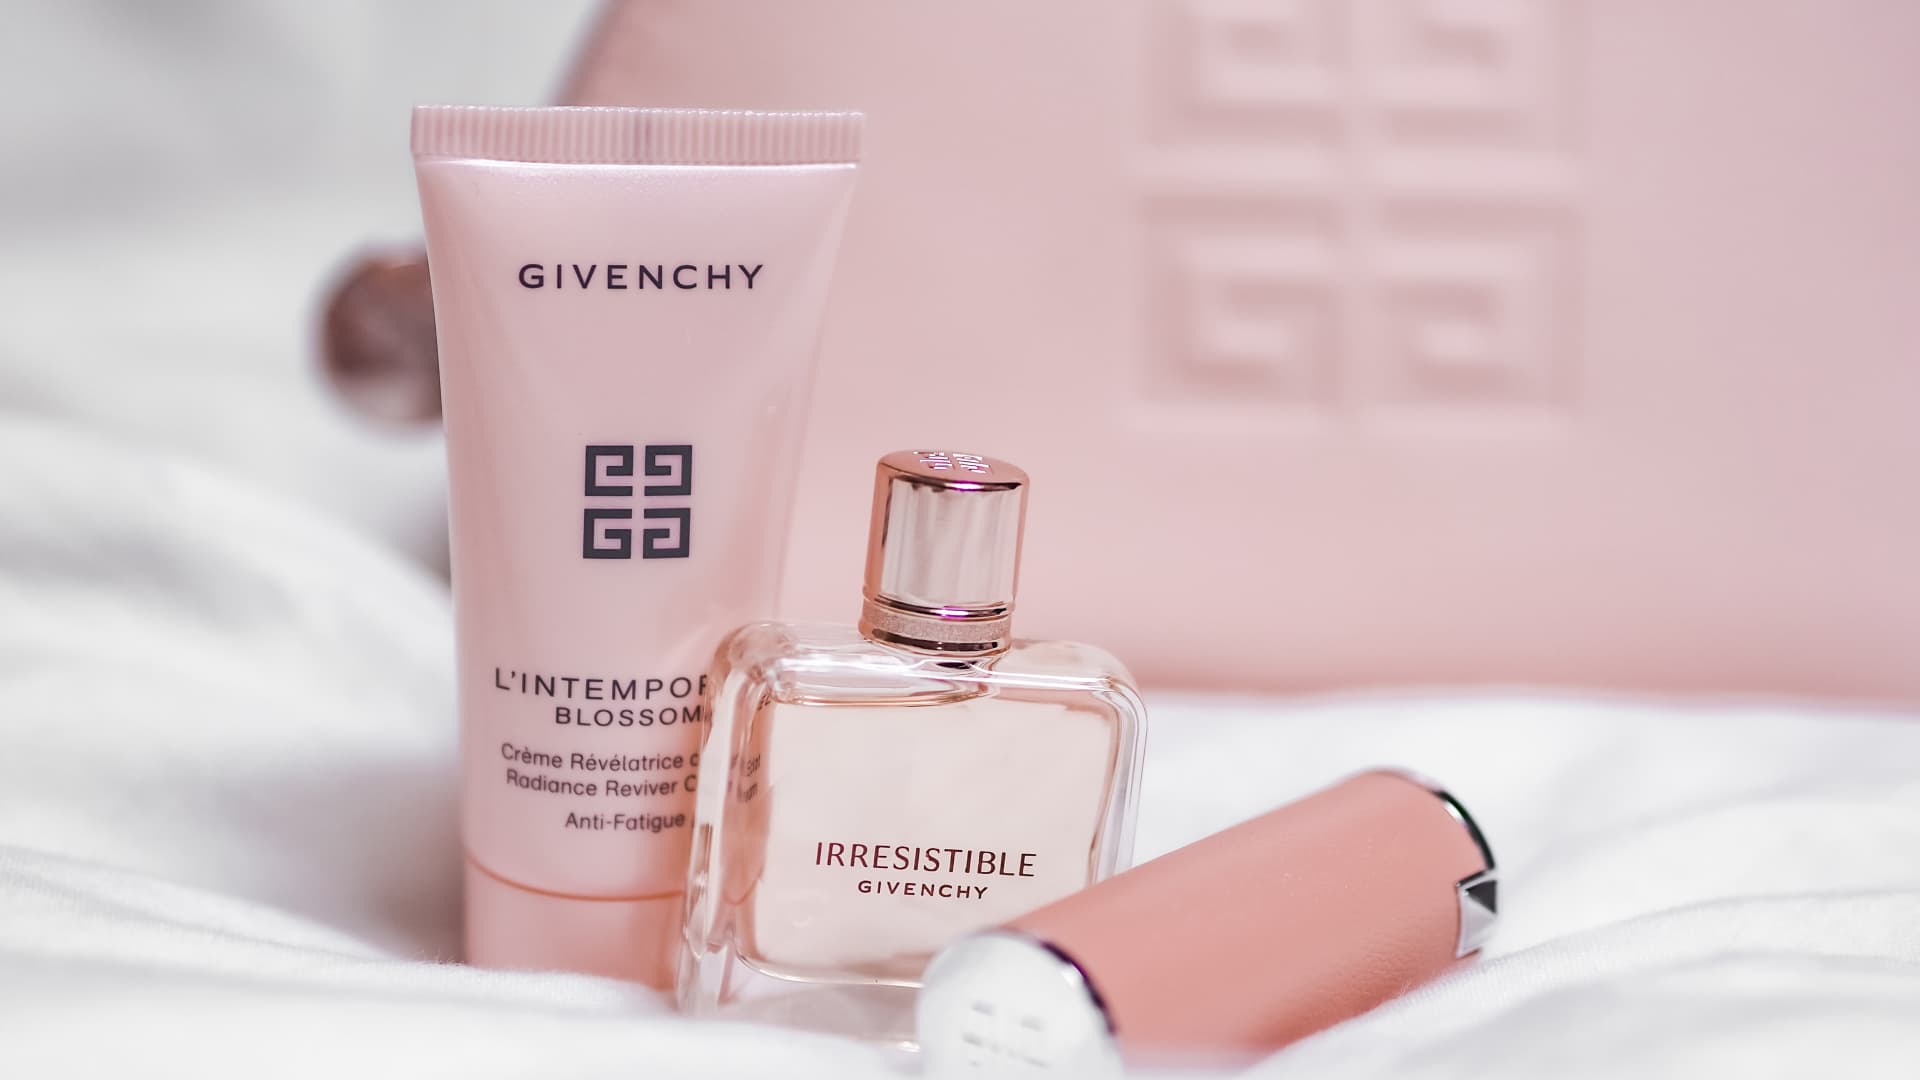 GIVENCHY
L'INTEMPOR
BLOSSOM
Crème Révélatrice
Radiance Reviver
Anti-Fatigue
IRRESISTIBLE
GIVENCHY